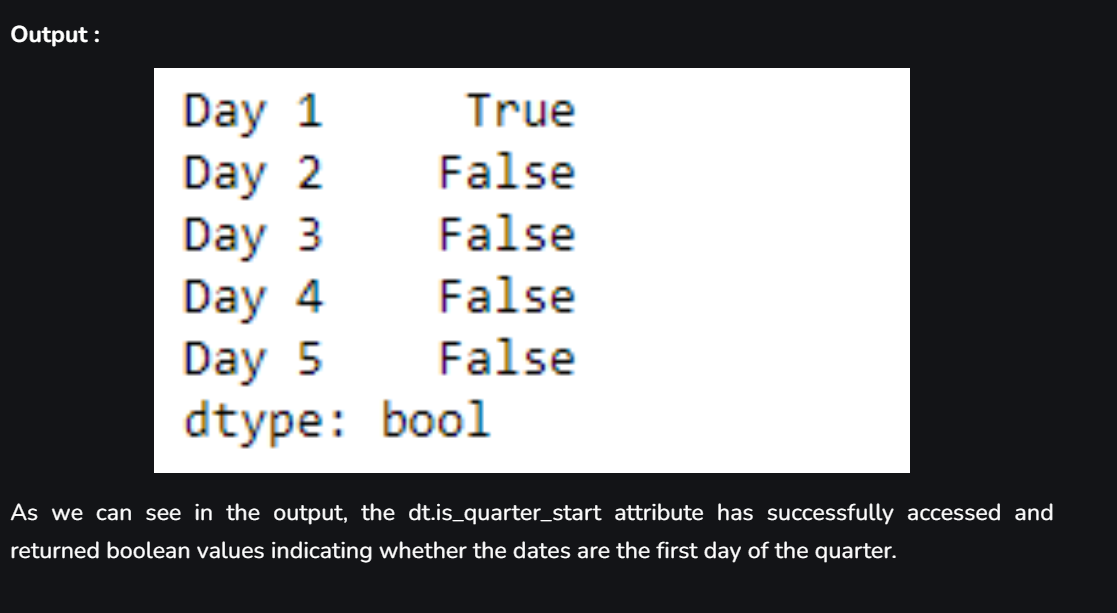 Output :
Day 1     True
Day 2    False
Day 3    False
Day 4    False
Day 5    False
dtype: bool
As we can see in the output, the dt.is_quarter_start attribute has successfully accessed and
returned boolean values indicating whether the dates are the first day of the quarter.